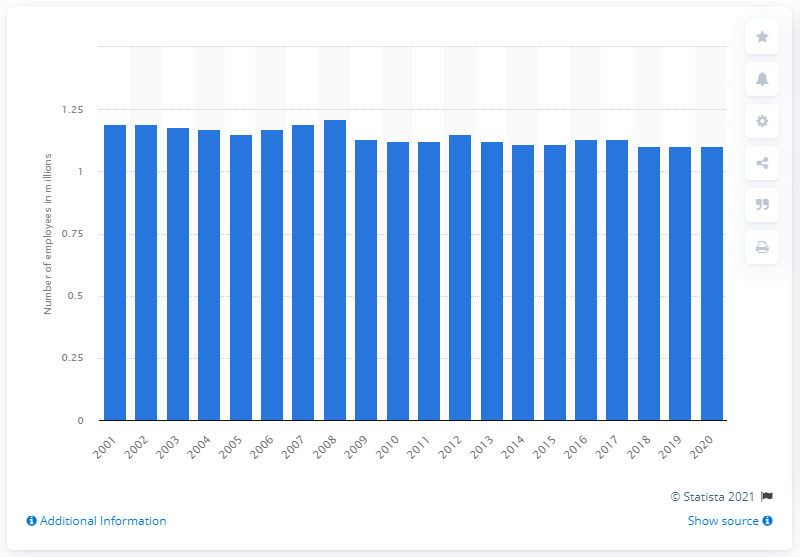 Number of employees in millions
1.25
1
0.75
0.5
0.25
0
2001 2002 2003 2004 2005 2006 2007 2008 2009 2010 2011 2012 2013 2014 2015 2016 2017 2018 2019 2020
© Statista 2021
Additional Information
Show source